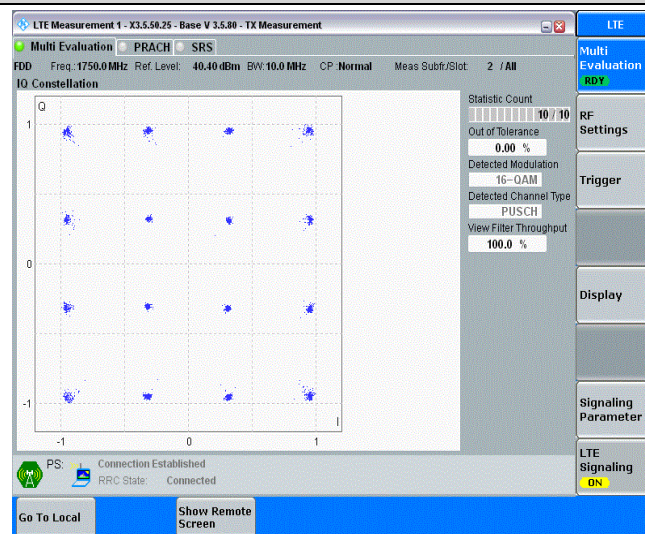 LTE Measurement 1 - X3.5.50.25 - Base V 3.5.80 - TX Measurement
LTE
Multi Evaluation PRACH SRS
Multi
Evaluation
RDY
FDD Freq.: 1750.0 MHz Ref. Level: 40.40 dBm BW: 10.0 MHz CP : Normal Meas Subfr./Slot: 2 / All
IQ Constellation
Statistic Count
10 / 10
Out of Tolerance
0.00 %
Detected Modulation
16-QAM
Detected Channel Type
PUSCH
View Filter Throughput
100.0 %
Q
1
0
-1
-1 0 1
I
RF
Settings
Trigger
Display
Signaling
Parameter
LTE
Signaling
ON
PS: Connection Established
RRC State: Connected
Go To Local
Show Remote
Screen